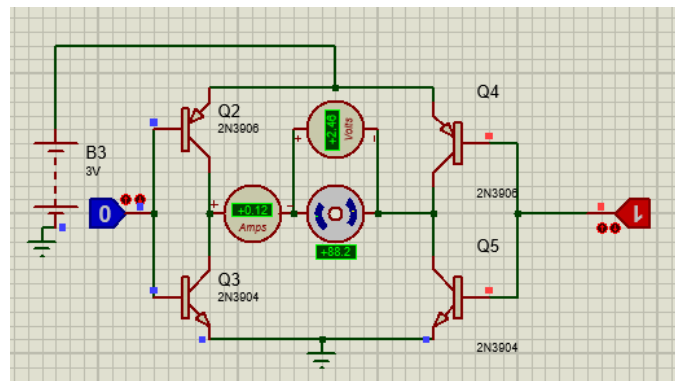 Q2
2N3906
Q4
2N3906
+2.46
Volts
+
B3
3V
0
+
+0.12
Amps
-
+88.2
1
Q3
2N3904
Q5
2N3904